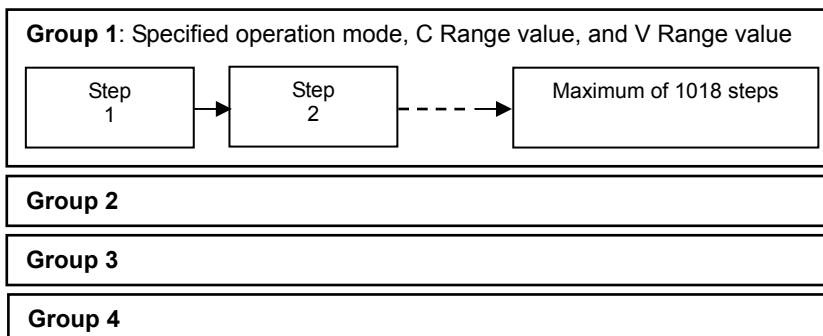 Group 1: Specified operation mode, C Range value, and V Range value
Step
1
Step
2
Maximum of 1018 steps
Group 2
Group 3
Group 4